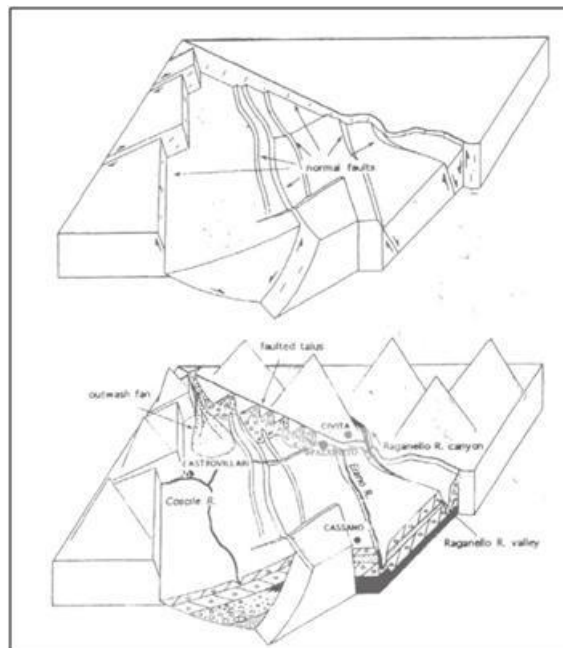 normal faults
faulted talus
outwash fan
CIVITA
Raganello R. canyon
CASTROVILLARI
Coscile R.
Eiano R.
CASSANO
Raganello R. valley